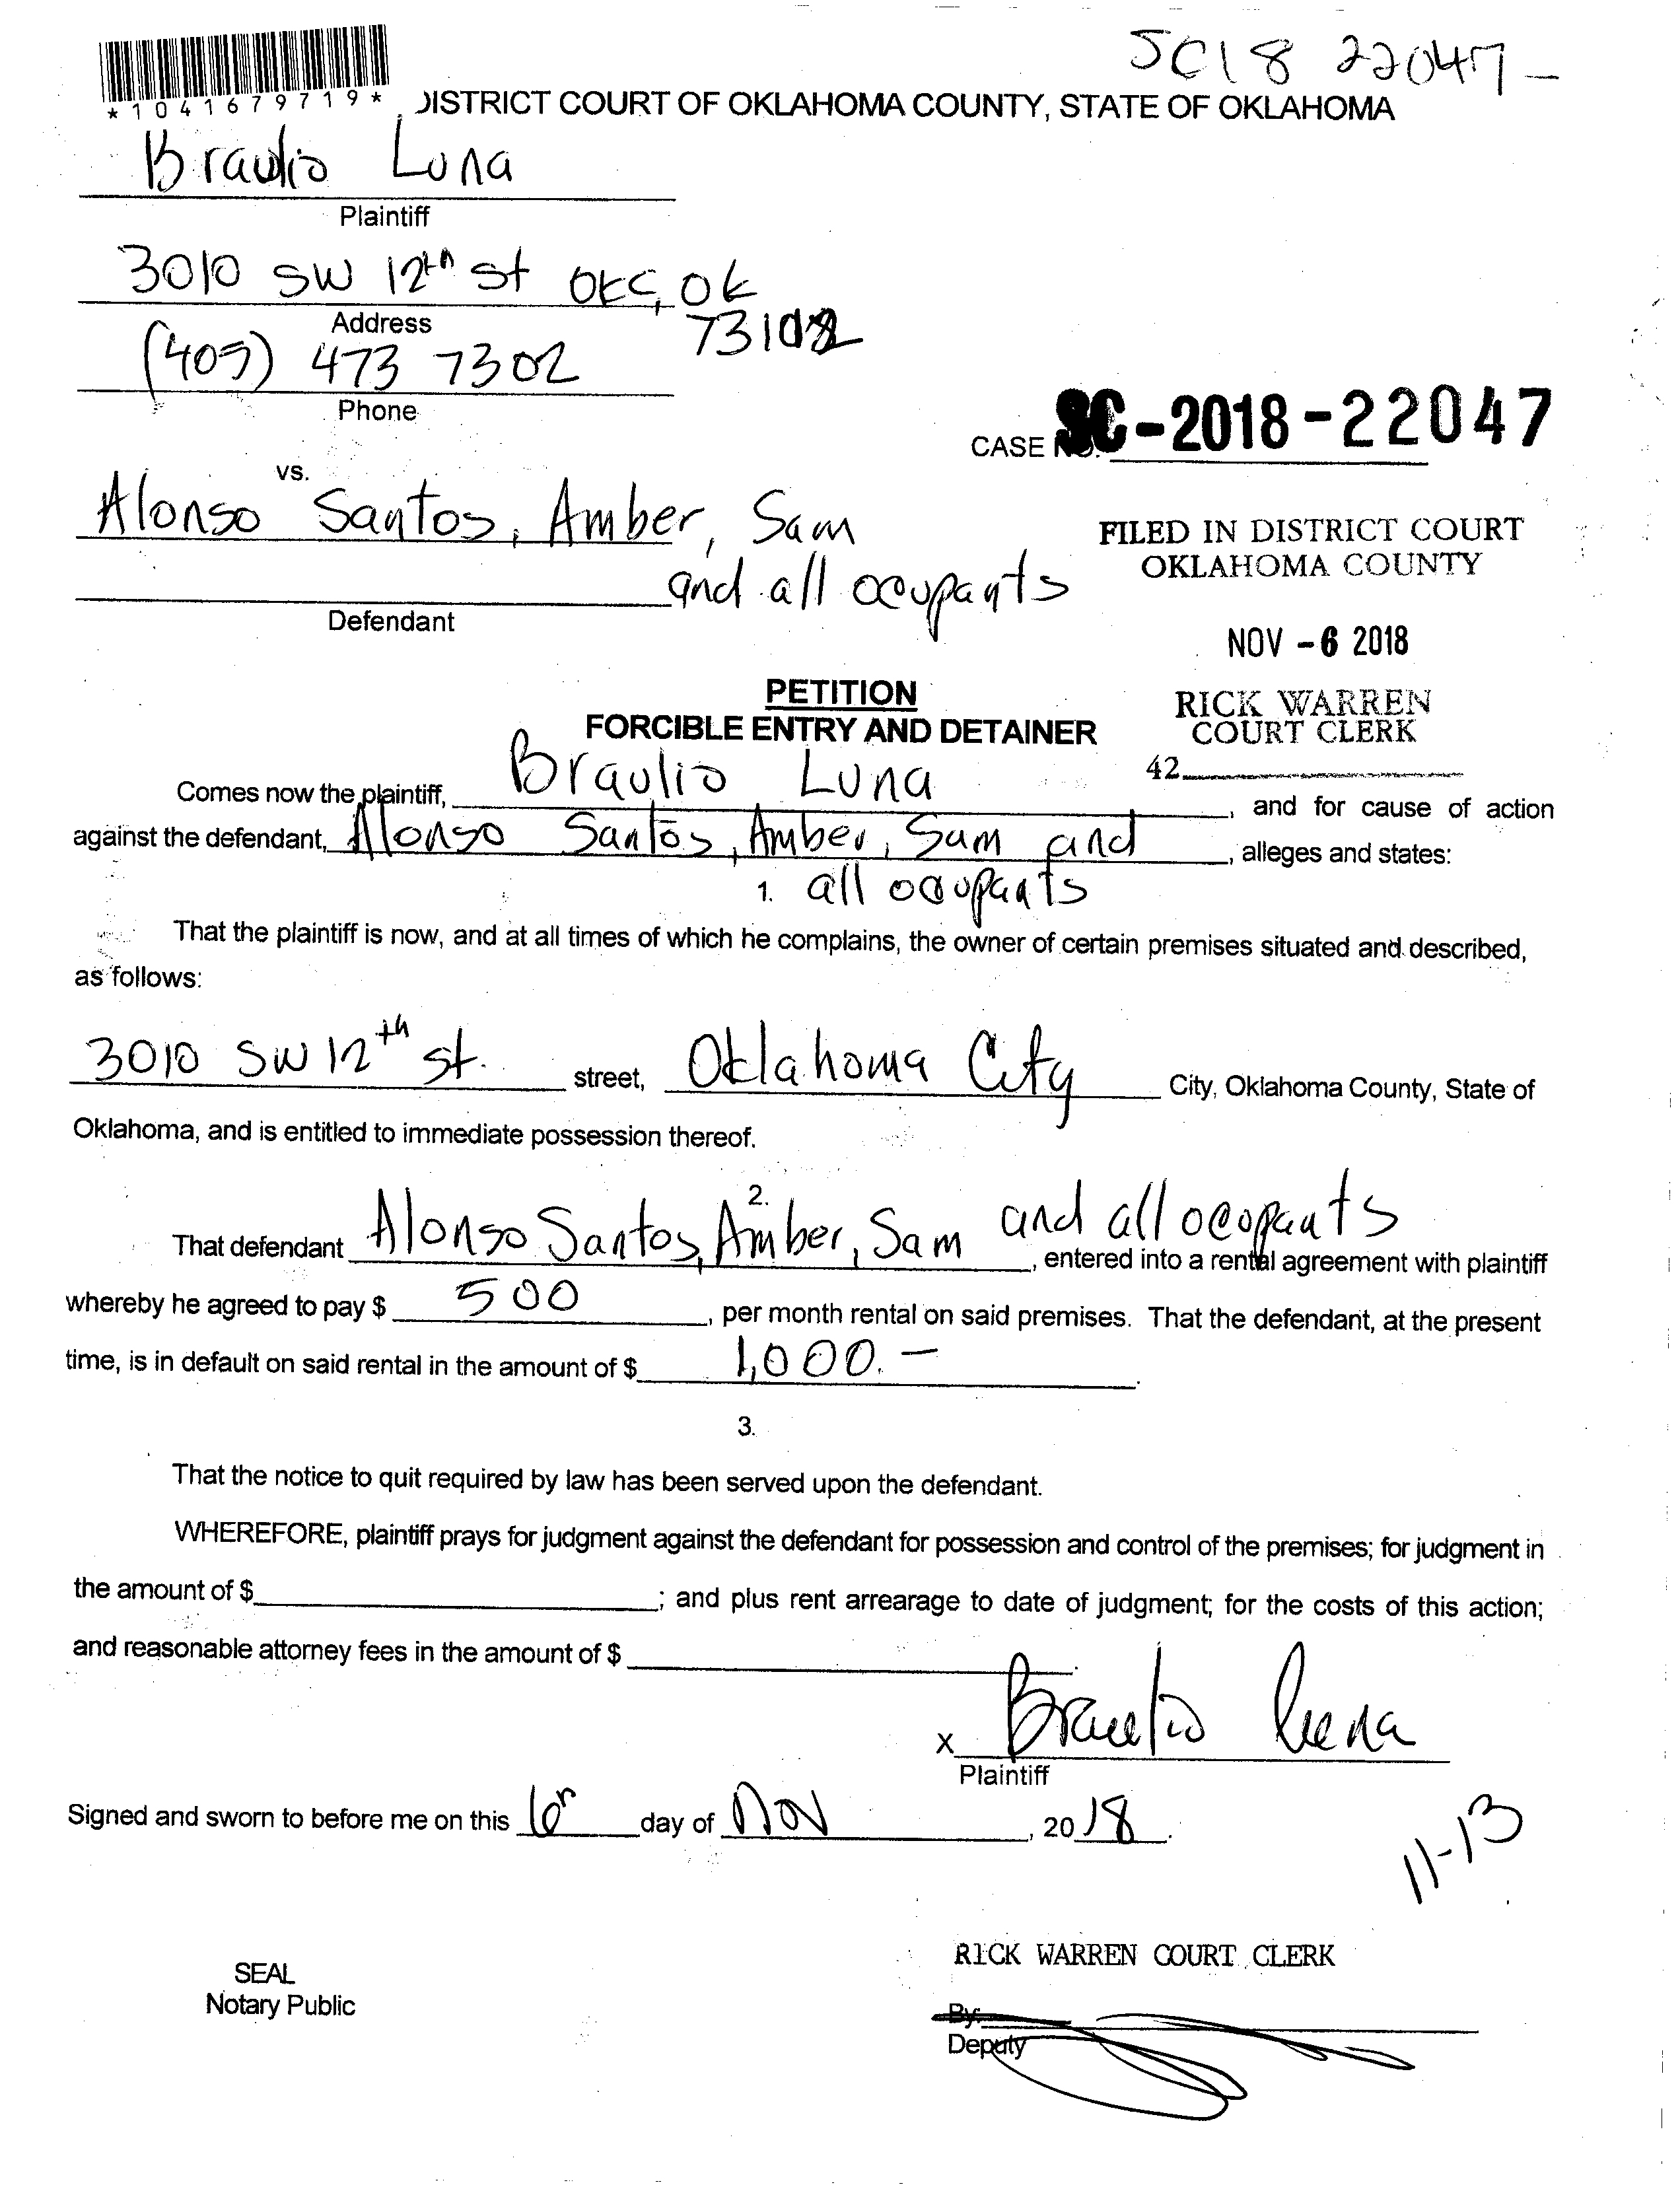 SC18 22047-
*1041679719*
DISTRICT COURT OF OKLAHOMA COUNTY, STATE OF OKLAHOMA
Braulio Luna
Plaintiff
3010 SW 12th St OKC, OK
Address
(405) 473 7302
Phone
CASE NO. SC-2018-22047
vs.
Alonso Santos, Amber, Sam
and all ocupants
Defendant
FILED IN DISTRICT COURT
OKLAHOMA COUNTY
NOV -6 2018
RICK WARREN
COURT CLERK
42
PETITION
FORCIBLE ENTRY AND DETAINER
Comes now the plaintiff, Braulio Luna, and for cause of action
against the defendant, Alonso Santos, Amber, Sam and, alleges and states:
1. all ocupants
That the plaintiff is now, and at all times of which he complains, the owner of certain premises situated and described,
as follows:
3010 SW 12th st. street, Oklahoma City City, Oklahoma County, State of
Oklahoma, and is entitled to immediate possession thereof.
2.
That defendant Alonso Santos, Amber, Sam and all ocopants, entered into a rental agreement with plaintiff
whereby he agreed to pay $ 500, per month rental on said premises. That the defendant, at the present
time, is in default on said rental in the amount of $ 1,000.-.
3.
That the notice to quit required by law has been served upon the defendant.
WHEREFORE, plaintiff prays for judgment against the defendant for possession and control of the premises; for judgment in
the amount of $ ; and plus rent arrearage to date of judgment; for the costs of this action;
and reasonable attorney fees in the amount of $ .
X Braulio Luna
Plaintiff
Signed and sworn to before me on this day of Nov, 2018.
11-13
RICK WARREN COURT CLERK
SEAL
Notary Public
By:
Deputy